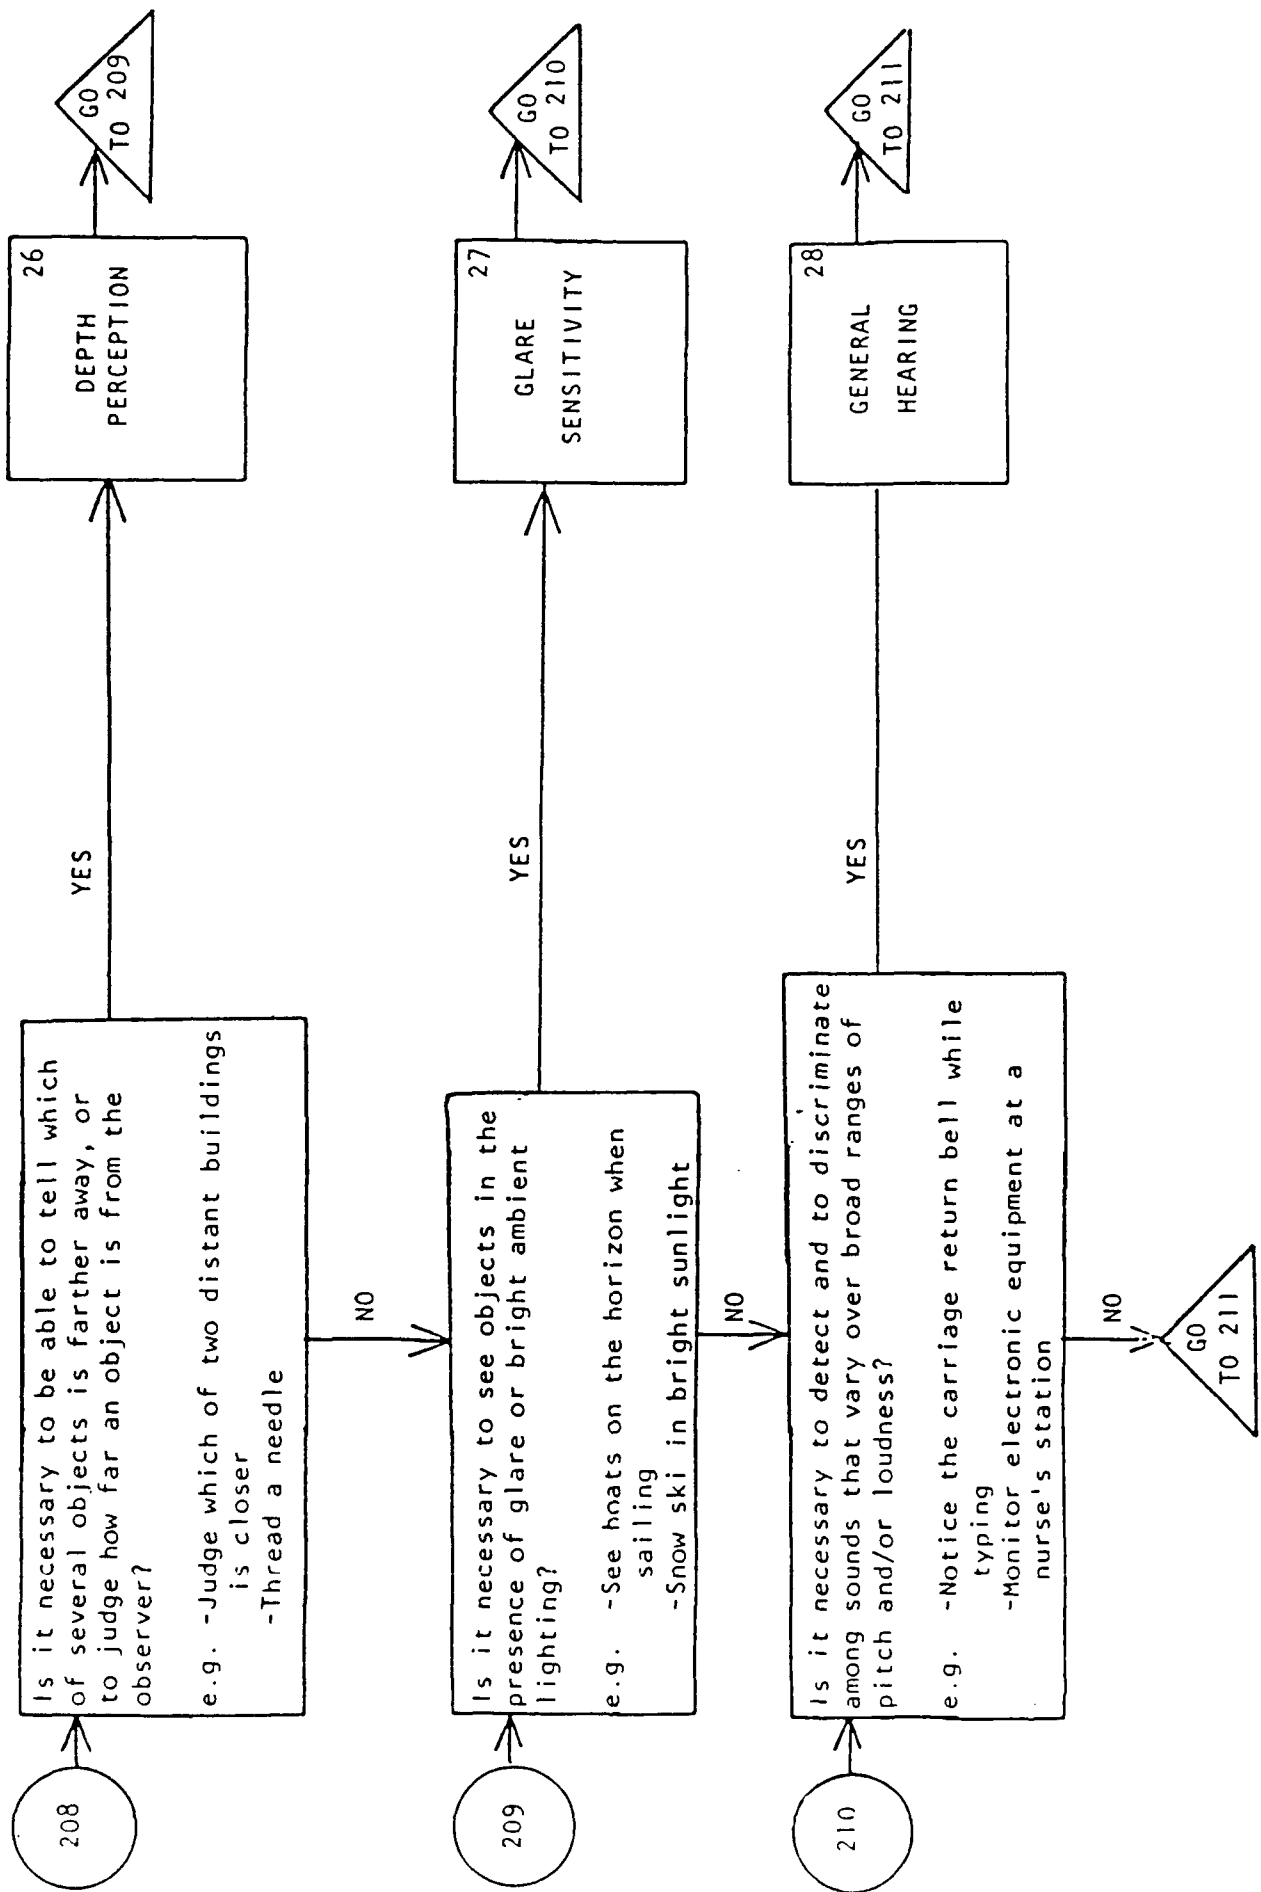 208
Is it necessary to be able to tell which
of several objects is farther away, or
to judge how far an object is from the
observer?
e.g. -Judge which of two distant buildings
is closer
-Thread a needle
YES
26
DEPTH
PERCEPTION
GO
TO 209
NO
209
Is it necessary to see objects in the
presence of glare or bright ambient
lighting?
e.g. -See hoats on the horizon when
sailing
-Snow ski in bright sunlight
YES
27
GLARE
SENSITIVITY
GO
TO 210
NO
210
Is it necessary to detect and to discriminate
among sounds that vary over broad ranges of
pitch and/or loudness?
e.g. -Notice the carriage return bell while
typing
-Monitor electronic equipment at a
nurse's station
YES
28
GENERAL
HEARING
GO
TO 211
NO
GO
TO 211